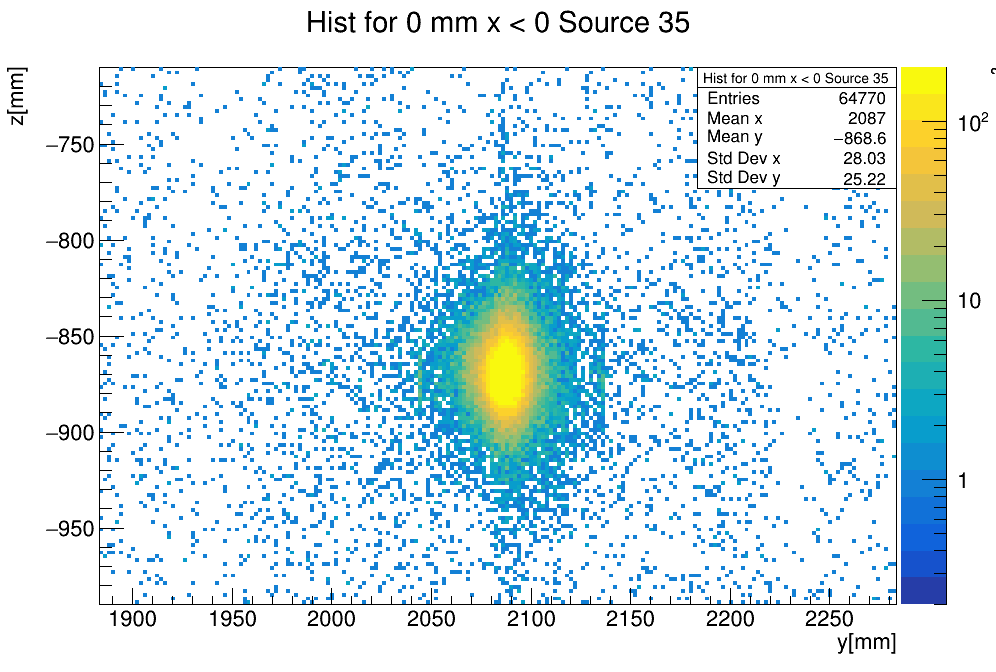 Hist for 0 mm x < 0 Source 35
z[mm]
Hist for 0 mm x < 0 Source 35
Entries 64770
Mean x 2087
Mean y −868.6
Std Dev x 28.03
Std Dev y 25.22
−750
−800
−850
−900
−950
10²
10
1
1900 1950 2000 2050 2100 2150 2200 2250
y[mm]